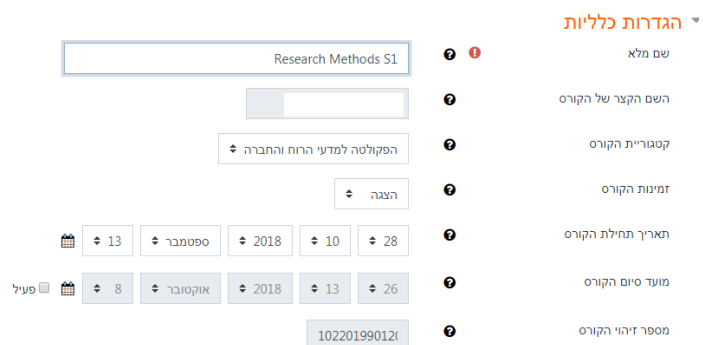 הגדרות כלליות
שם מלא Research Methods S1
השם הקצר של הקורס
קטגוריית הקורס הפקולטה למדעי הרוח והחברה
זמינות הקורס הצגה
תאריך תחילת הקורס 28 10 2018 ספטמבר 13
מועד סיום הקורס 26 13 2018 אוקטובר 8 פעיל
מספר זיהוי הקורס 102201990120